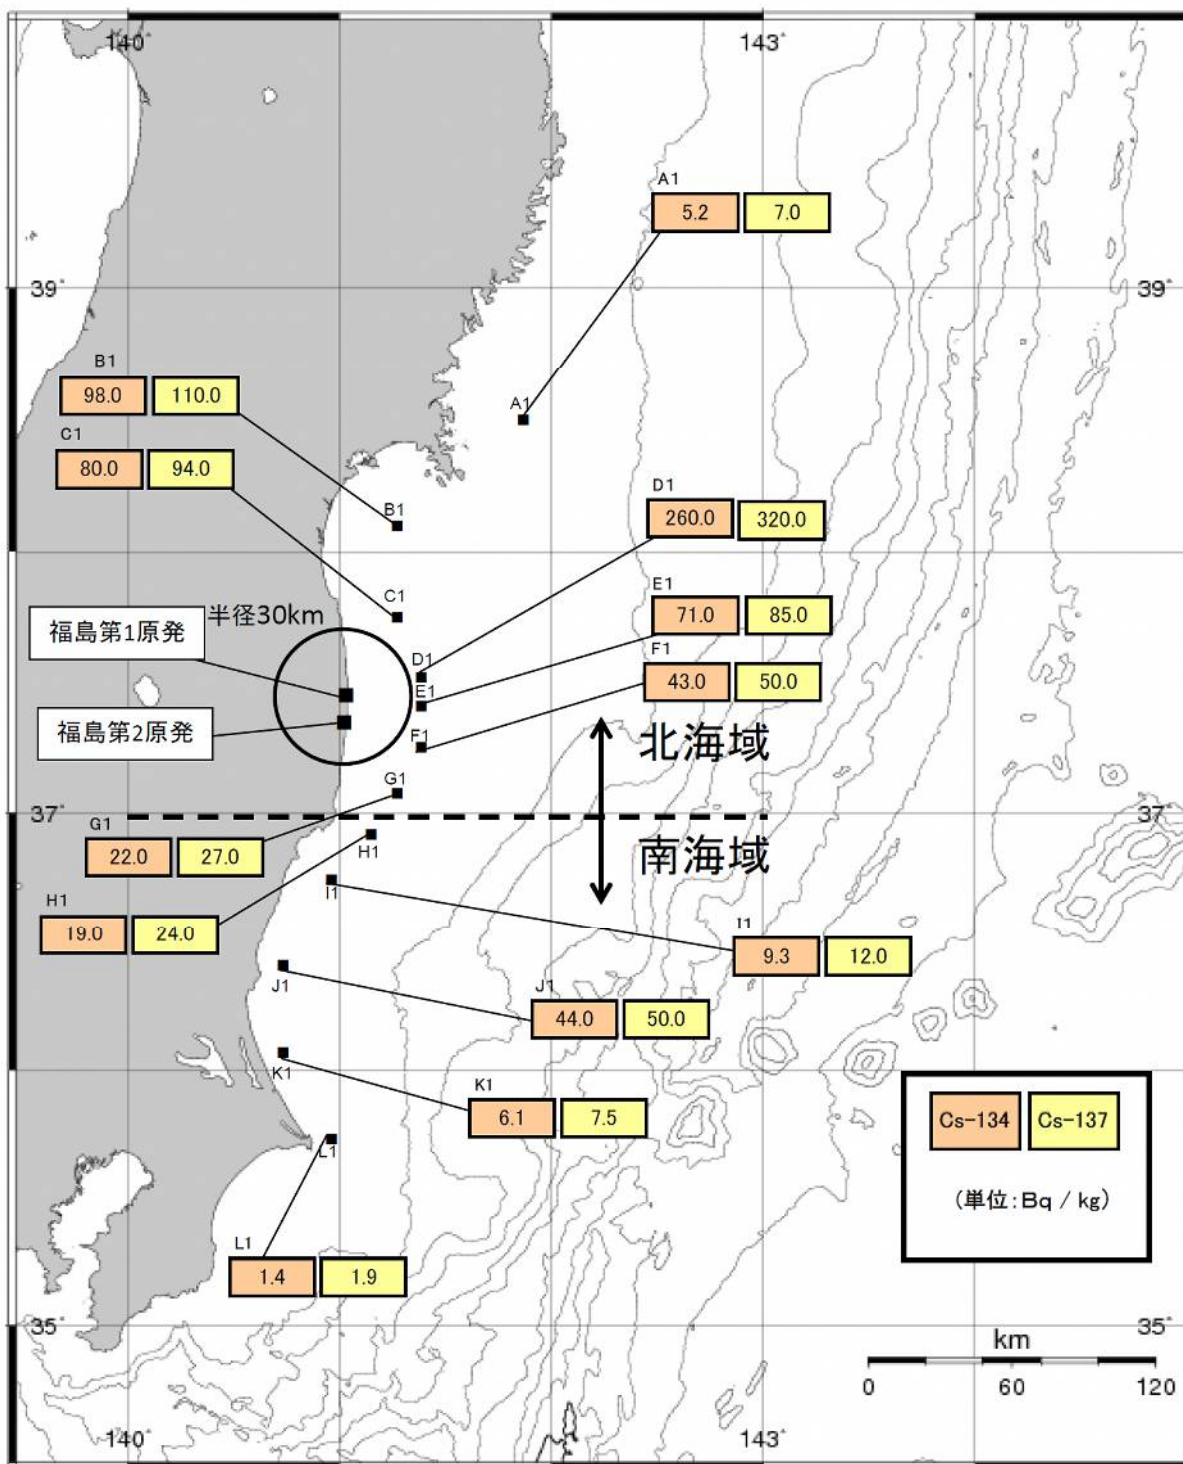 140°
143°
A1
5.2 7.0
39°
39°
B1
98.0 110.0
A1
C1
80.0 94.0
D1
260.0 320.0
B1
E1
71.0 85.0
C1
半径30km
福島第1原発
F1
43.0 50.0
D1
E1
福島第2原発
F1
北海域
G1
37°
37°
G1
22.0 27.0
H1
南海域
I1
H1
19.0 24.0
I1
9.3 12.0
J1
J1
44.0 50.0
K1
K1
6.1 7.5
Cs-134 Cs-137
(単位:Bq / kg)
L1
L1
1.4 1.9
35°
35°
km
0 60 120
140°
143°